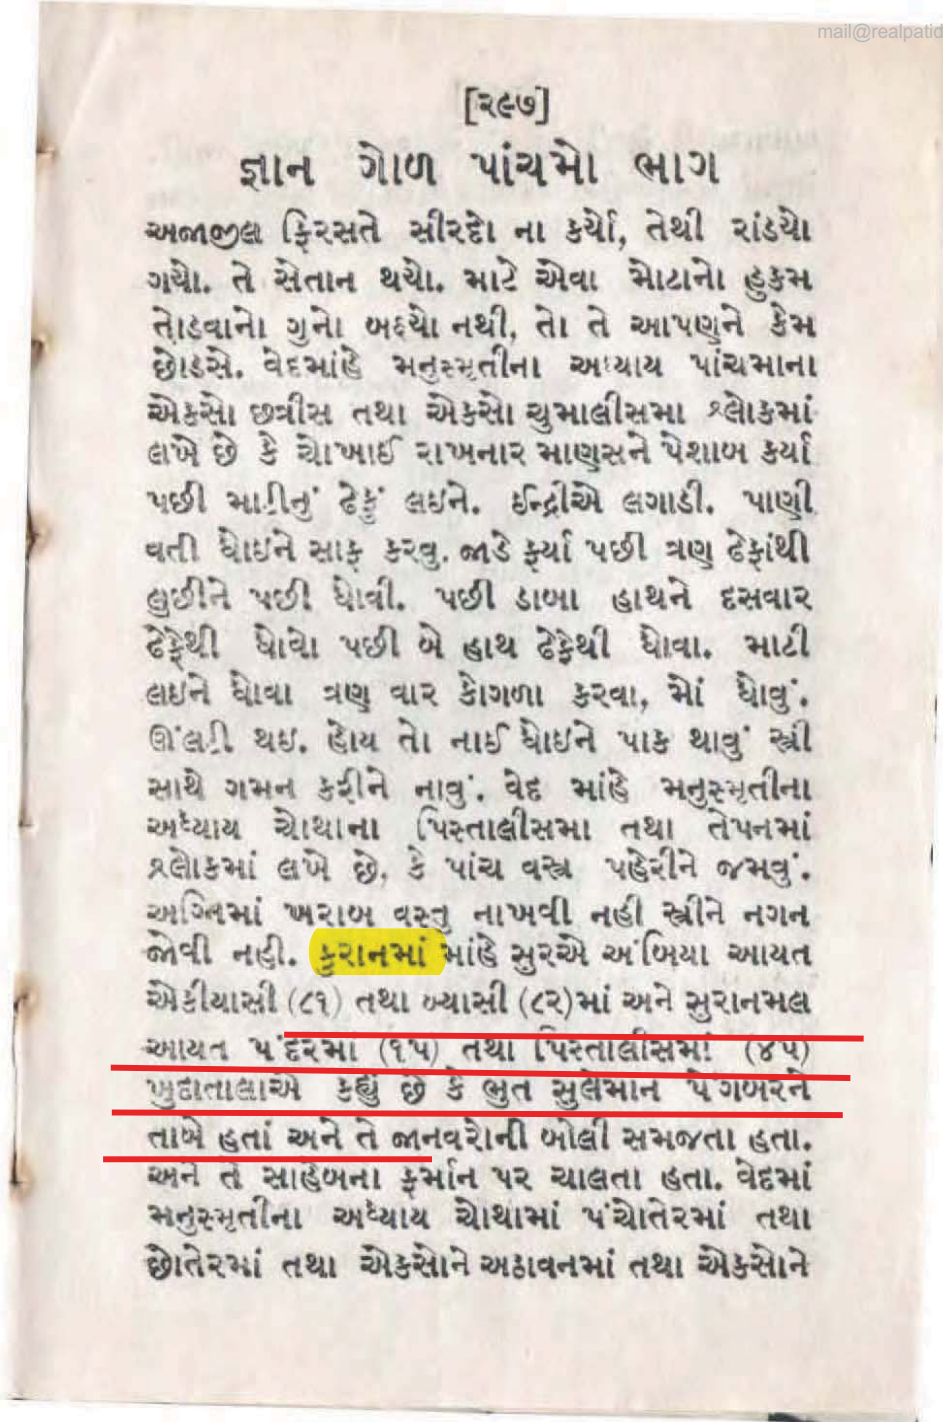 mail@realpatid
[૨૯૭]
જ્ઞાન ગોળ પાંચમો ભાગ
અજાજીલ ફિરસતે સીરદો ના કર્યો, તેથી રાંડયો
ગયો. તે સેતાન થયો. માટે એવા મોટાનો હુકમ
તોડવાનો ગુનો બદયો નથી, તો તે આપણને કેમ
છોડસે. વેદમાંહે મનુસ્મૃતીના અધ્યાય પાંચમાના
એકસો છત્રીસ તથા એકસો ચુમાલીસમા શ્લોકમાં
લખે છે કે ચોખાઈ રાખનાર માણસને પેશાબ કર્યા
પછી માટીનું ઢેફું લઇને. ઈન્દ્રીએ લગાડી. પાણી
વતી ધોઇને સાફ કરવુ. જાડે ફર્યા પછી ત્રણ ઢેફાંથી
લુછીને પછી ધોવી. પછી ડાબા હાથને દસવાર
ઢેફેથી ધોવો પછી બે હાથ ઢેફેથી ધોવા. માટી
લઇને ધોવા ત્રણ વાર કોગળા કરવા, મોં ધોવું.
ઊંલટી થઇ. હોય તો નાઈ ધોઇને પાક થાવું સ્ત્રી
સાથે ગમન કરીને નાવું. વેદ માંહે મનુસ્મૃતીના
અધ્યાય ચોથાના પિસ્તાલીસમા તથા તેપનમાં
શ્લોકમાં લખે છે, કે પાંચ વસ્ત્ર પહેરીને જમવું.
અગ્નિમાં ખરાબ વસ્તુ નાખવી નહી સ્ત્રીને નગન
જોવી નહી. કુરાનમાં માંહે સુરએ અંબિયા આયત
એકીયાસી (૮૧) તથા બ્યાસી (૮૨)માં અને સુરાનમલ
આયત પંદરમાં (૧૫) તથા પિસ્તાલીસમાં (૪૫)
ખુદાતાલાએ કહ્યું છે કે ભુત સુલેમાન પેગંબરને
તાબે હતાં અને તે જાનવરોની બોલી સમજતા હતા.
અને તે સાહેબના ફર્માન પર ચાલતા હતા. વેદમાં
મનુસ્મૃતીના અધ્યાય ચોથામાં પંચોતેરમાં તથા
છોતેરમાં તથા એકસોને અઠાવનમાં તથા એકસોને